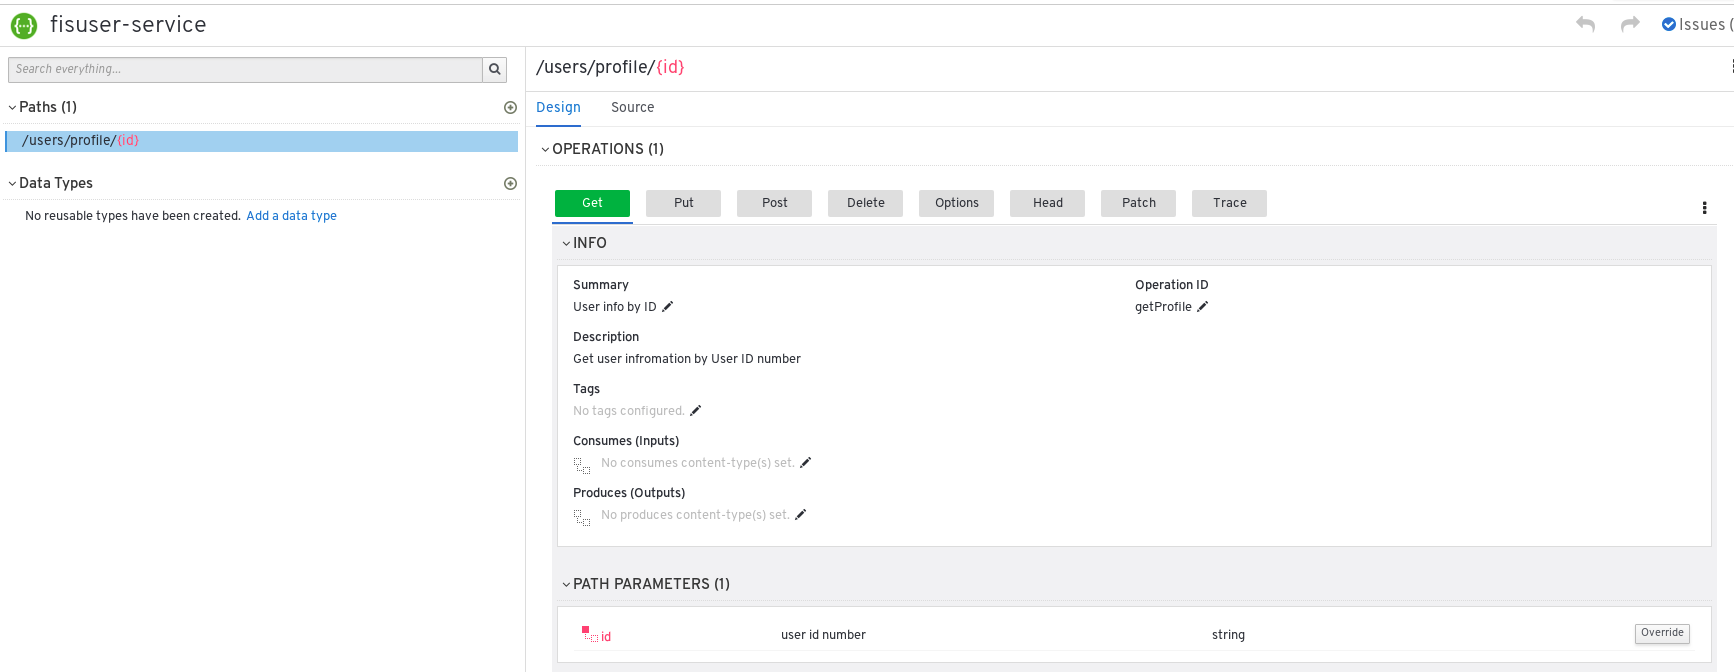 fisuser-service
Issues (
Search everything...
Paths (1)
/users/profile/{id}
Data Types
No reusable types have been created. Add a data type
/users/profile/{id}
Design Source
OPERATIONS (1)
Get Put Post Delete Options Head Patch Trace
INFO
Summary Operation ID
User info by ID getProfile
Description
Get user infromation by User ID number
Tags
No tags configured.
Consumes (Inputs)
No consumes content-type(s) set.
Produces (Outputs)
No produces content-type(s) set.
PATH PARAMETERS (1)
id user id number string Override